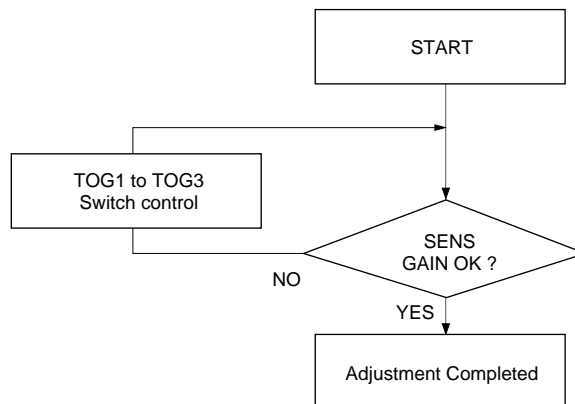 START
TOG1 to TOG3
Switch control
SENS
GAIN OK ?
NO
YES
Adjustment Completed